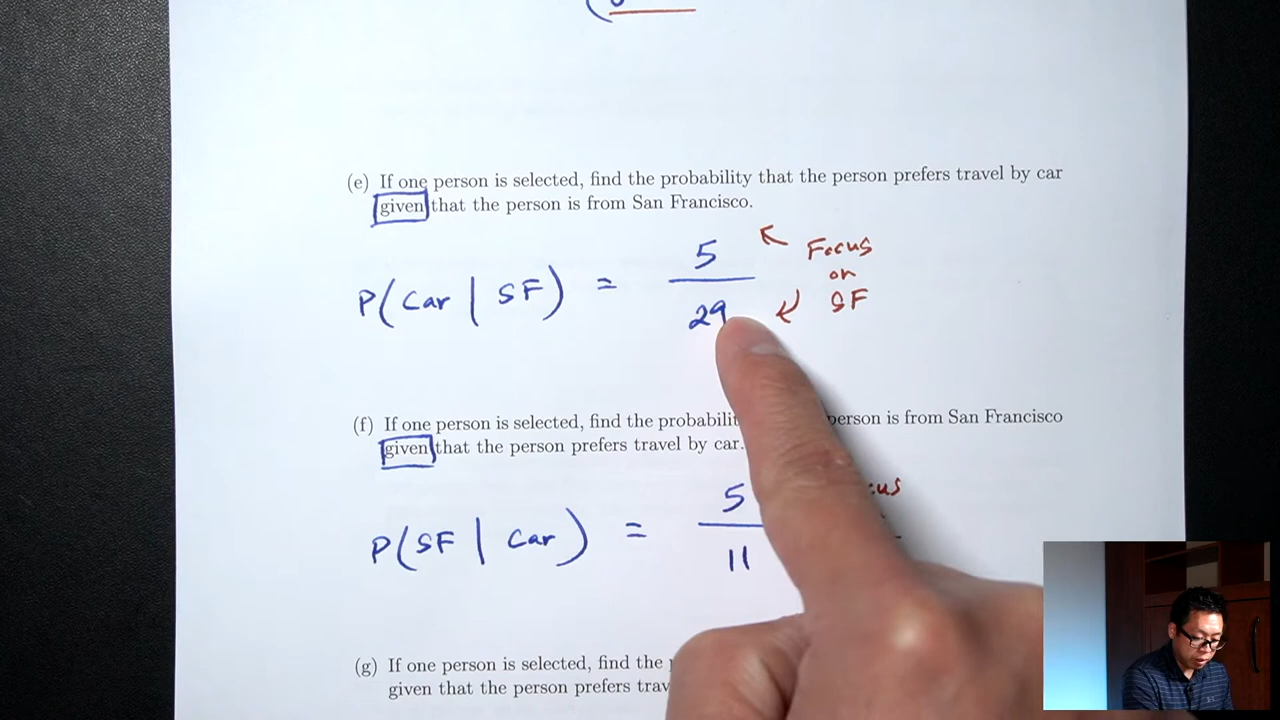 (e) If one person is selected, find the probability that the person prefers travel by car
given that the person is from San Francisco.
P(Car | SF) = 5/29
Focus
on
SF
(f) If one person is selected, find the person is from San Francisco
given that the person prefers travel by car.
P(SF | Car) = 5/11
(g) If one person is selected, find the
given that the person prefers